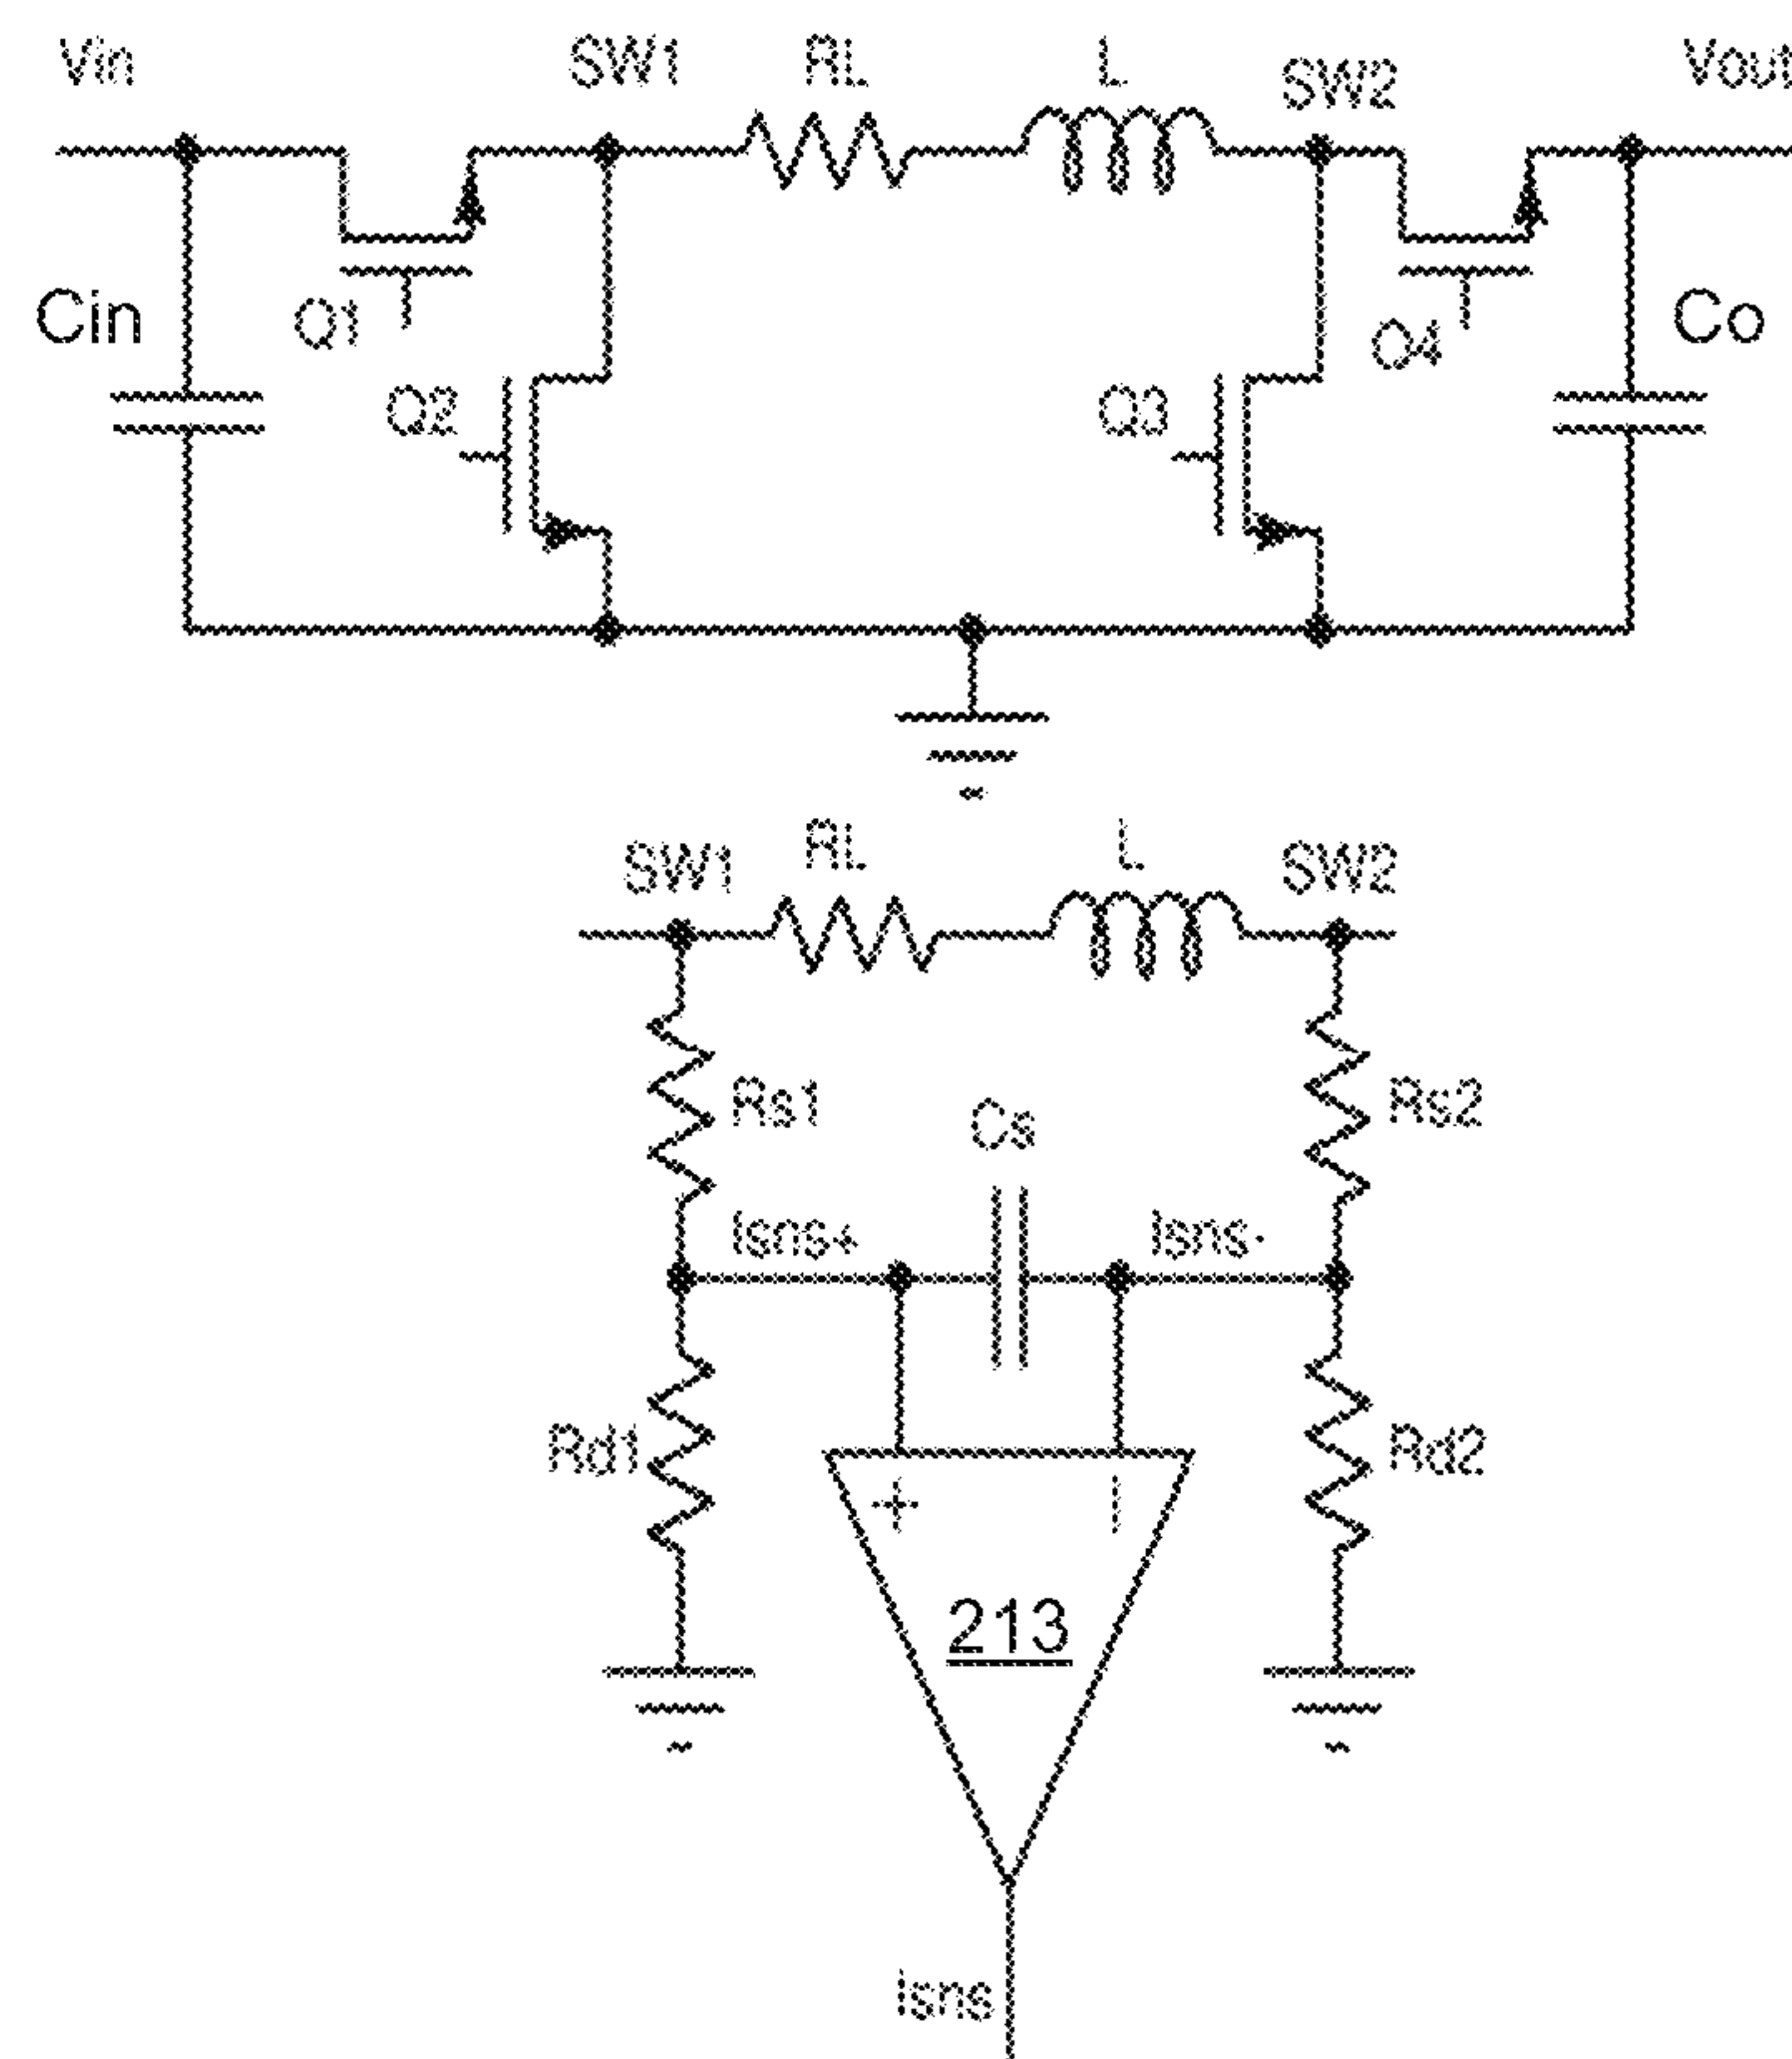 Vin SW1 RL L SW2 Vout
Cin Q1 Q4 Co
Q2 Q3
SW1 RL L SW2
Rs1 Cs Rs2
Isns+ Isns-
Rd1 + - Rd2
213
Isns